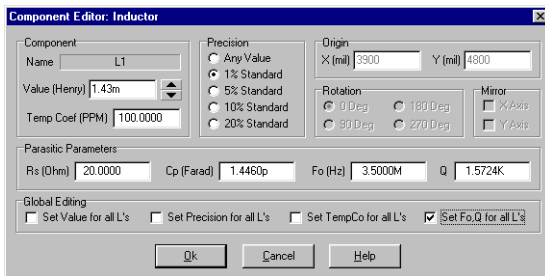 Component Editor: Inductor
Component
Name L1
Value (Henry) 1.43m
Temp Coef (PPM) 100.0000
Precision
Any Value
1% Standard
5% Standard
10% Standard
20% Standard
Origin
X (mil) 3900 Y (mil) 4800
Rotation
0 Deg 180 Deg
90 Deg 270 Deg
Mirror
X Axis
Y Axis
Parasitic Parameters
Rs (Ohm) 20.0000 Cp (Farad) 1.4460p Fo (Hz) 3.5000M Q 1.5724K
Global Editing
Set Value for all L's Set Precision for all L's Set TempCo for all L's Set Fo,Q for all L's
Ok Cancel Help